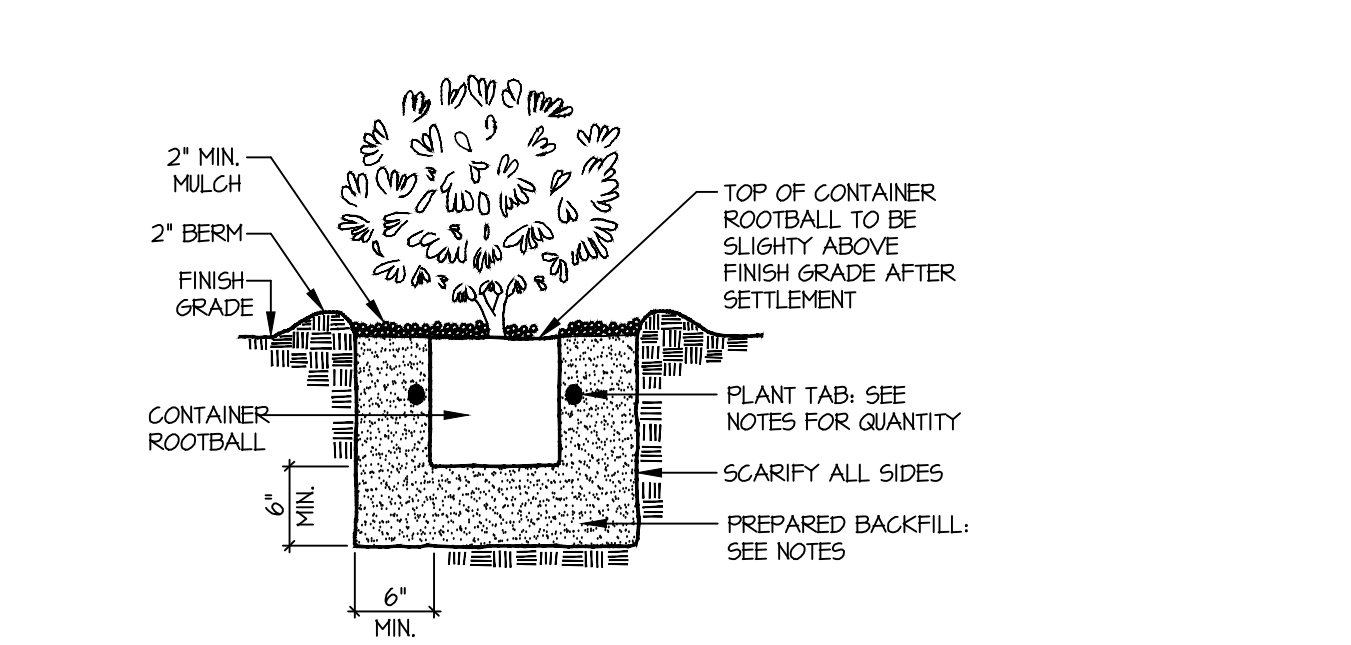 2" MIN.
MULCH
2" BERM
FINISH
GRADE
CONTAINER
ROOTBALL
6"
MIN.
6"
MIN.
TOP OF CONTAINER
ROOTBALL TO BE
SLIGHTY ABOVE
FINISH GRADE AFTER
SETTLEMENT
PLANT TAB: SEE
NOTES FOR QUANTITY
SCARIFY ALL SIDES
PREPARED BACKFILL:
SEE NOTES